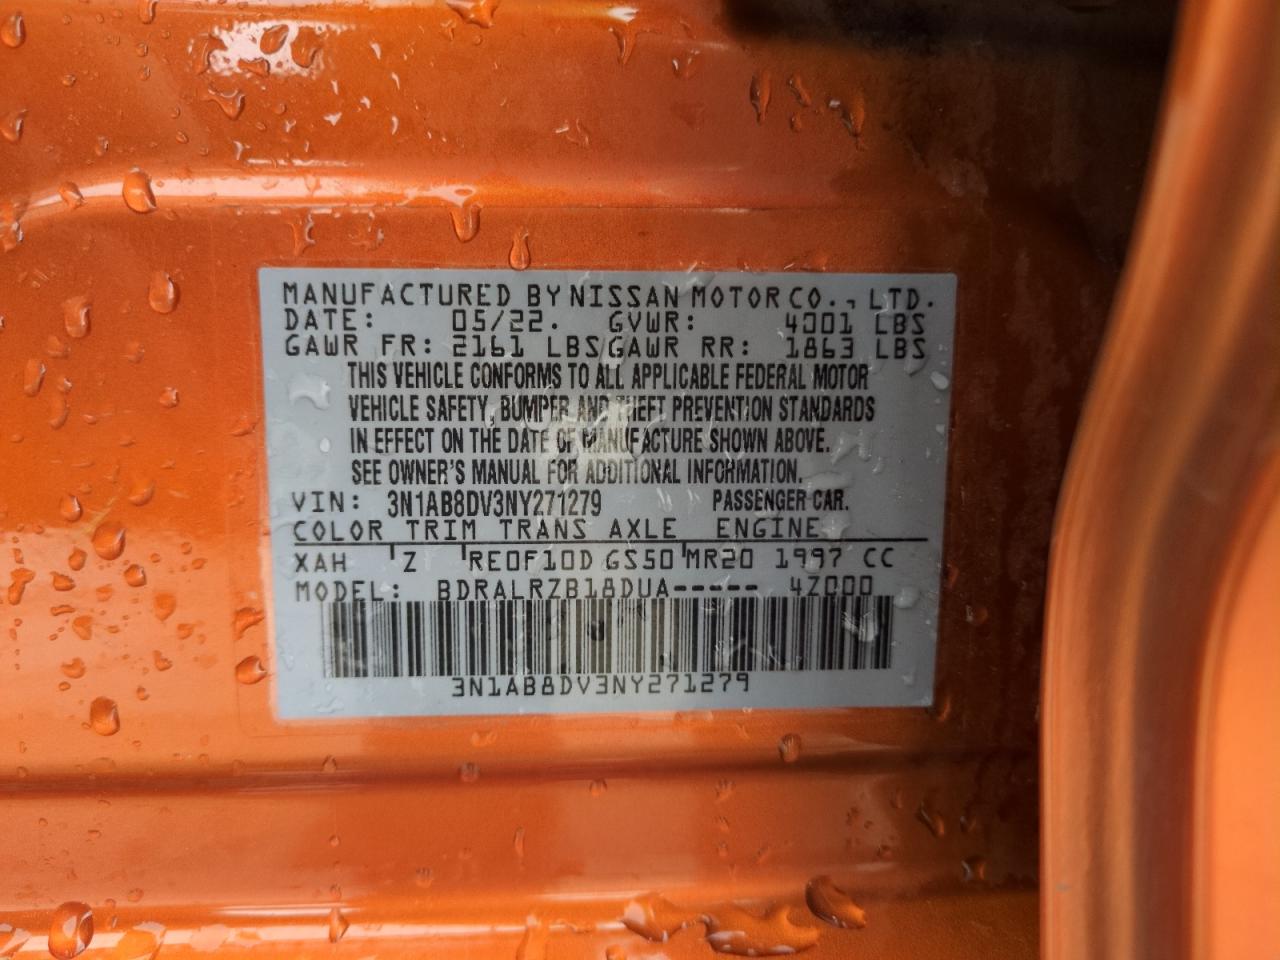 MANUFACTURED BY NISSAN MOTOR CO., LTD.
DATE: 05/22. GVWR: 4001 LBS
GAWR FR: 2161 LBS GAWR RR: 1863 LBS
THIS VEHICLE CONFORMS TO ALL APPLICABLE FEDERAL MOTOR
VEHICLE SAFETY, BUMPER AND THEFT PREVENTION STANDARDS
IN EFFECT ON THE DATE OF MANUFACTURE SHOWN ABOVE.
SEE OWNER'S MANUAL FOR ADDITIONAL INFORMATION.
VIN: 3N1AB8DV3NY271279 PASSENGER CAR.
COLOR TRIM TRANS AXLE ENGINE
XAH Z RE0F10D GS50 MR20 1997 CC
MODEL: BDRALRZB18DUA----- 4Z000
3N1AB8DV3NY271279